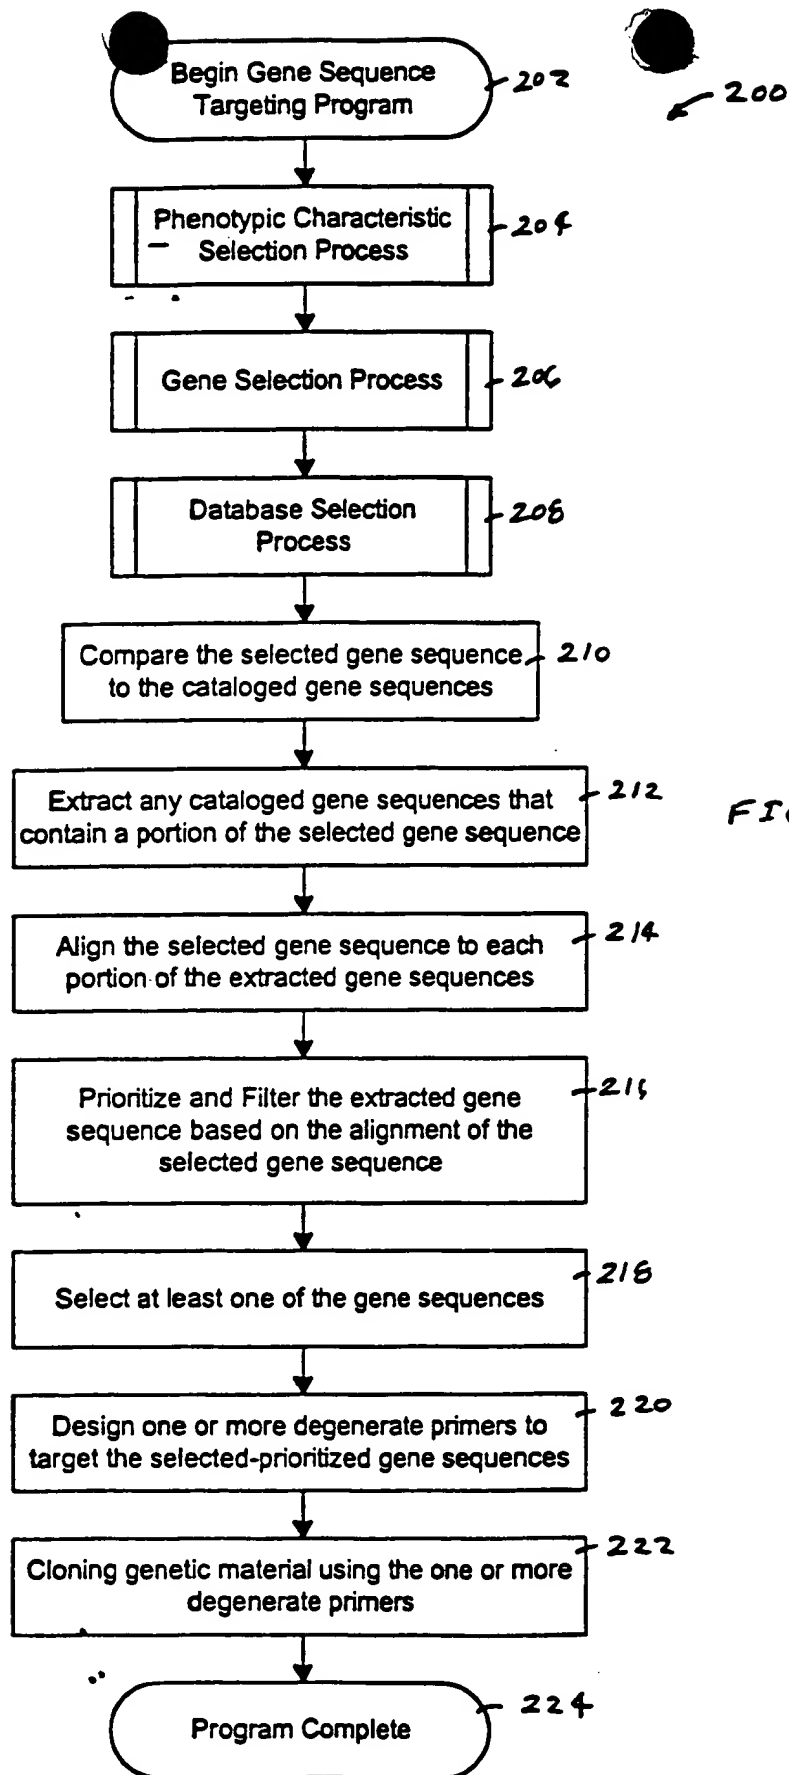 Begin Gene Sequence
Targeting Program
202
200
Phenotypic Characteristic
Selection Process
204
Gene Selection Process
206
Database Selection
Process
208
Compare the selected gene sequence
to the cataloged gene sequences
210
Extract any cataloged gene sequences that
contain a portion of the selected gene sequence
212
Align the selected gene sequence to each
portion of the extracted gene sequences
214
Prioritize and Filter the extracted gene
sequence based on the alignment of the
selected gene sequence
Select at least one of the gene sequences
218
Design one or more degenerate primers to
target the selected-prioritized gene sequences
220
Cloning genetic material using the one or more
degenerate primers
222
Program Complete
224